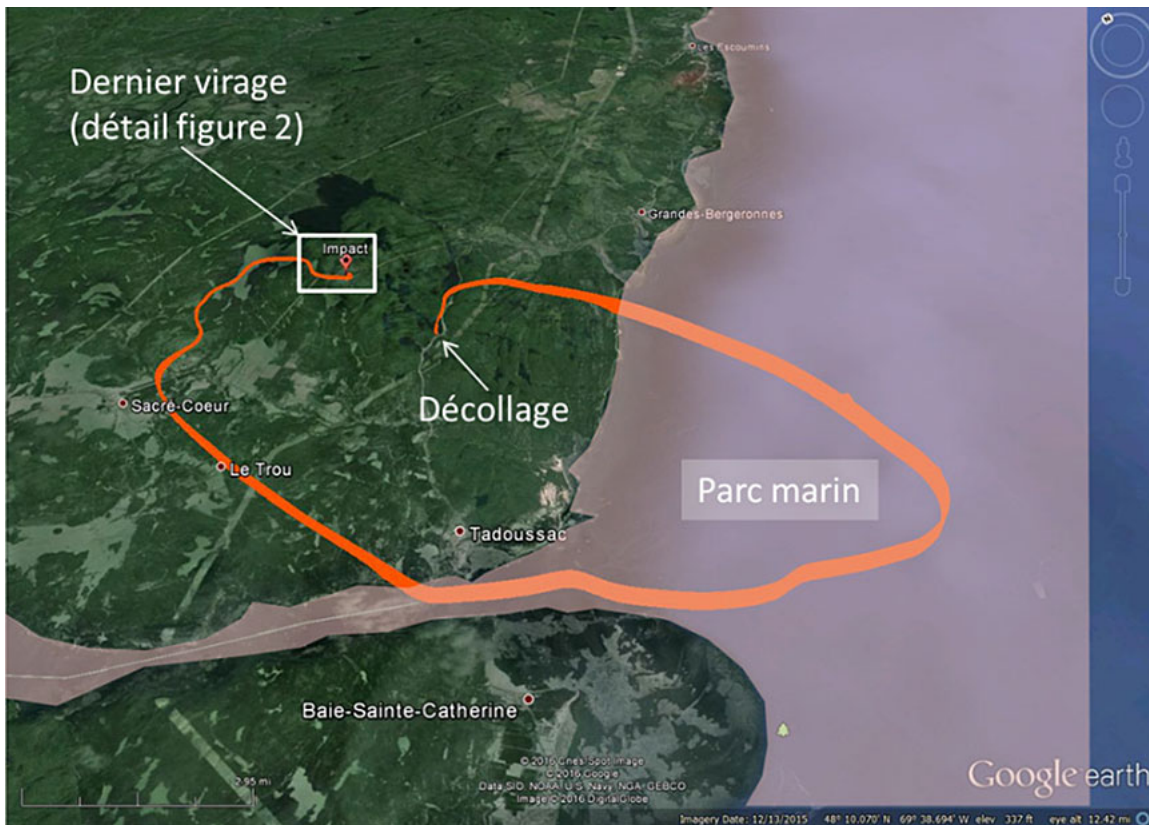 Les Escoumins
Dernier virage
(détail figure 2)
Grandes-Bergeronnes
Impact
Décollage
Sacré-Coeur
Le Trou
Parc marin
Tadoussac
Baie-Sainte-Catherine
© 2016 Cnes/Spot Image
© 2016 Google
Data SIO, NOAA, U.S. Navy, NGA, GEBCO
Image © 2016 DigitalGlobe
2.95 mi
Google earth
Imagery Date: 12/13/2015 48° 10.070' N 69° 38.694' W elev 337 ft eye alt 12.42 mi
N